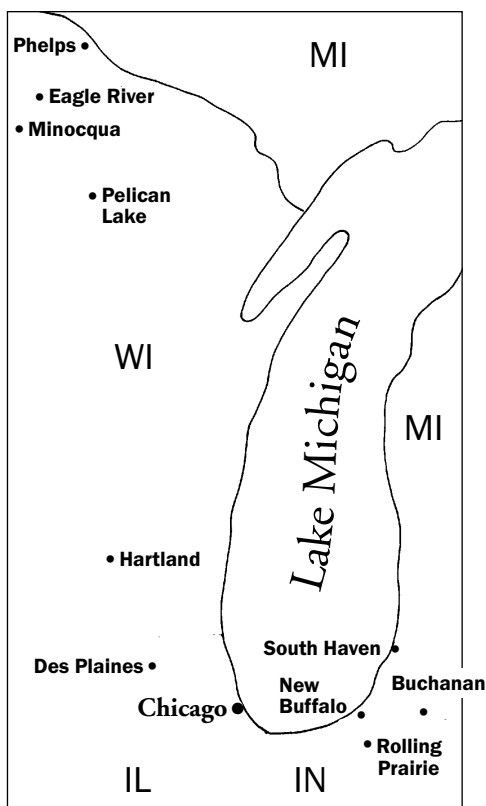 Phelps
MI
Eagle River
Minocqua
Pelican
Lake
WI
Lake Michigan
MI
Hartland
South Haven
Des Plaines
New
Buffalo
Buchanan
Chicago
Rolling
Prairie
IL
IN